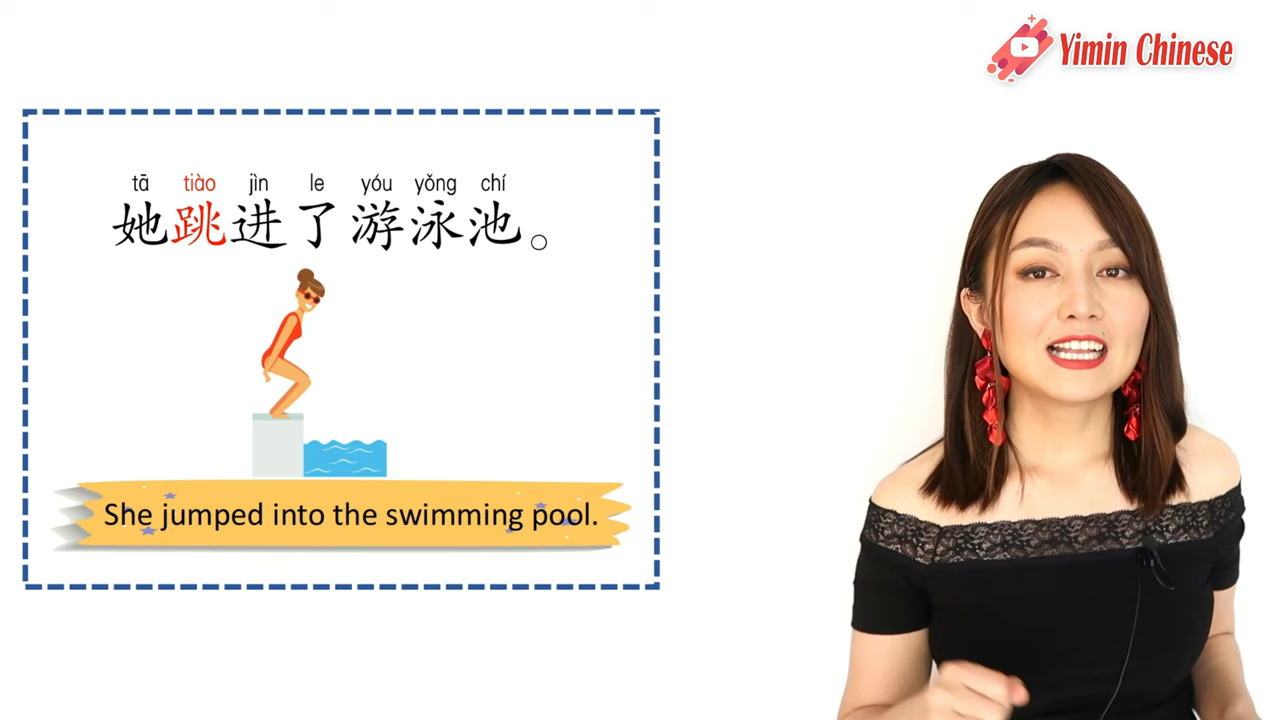 Yimin Chinese
tā tiào jìn le yóu yǒng chí
她跳进了游泳池。
She jumped into the swimming pool.